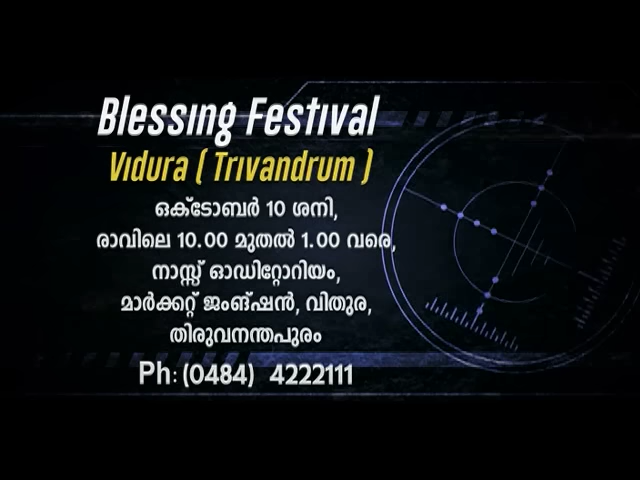 Blessing Festival
Vidura ( Trivandrum )
ഒക്ടോബർ 10 ശനി,
രാവിലെ 10.00 മുതൽ 1.00 വരെ,
നാസ്സ് ഓഡിറ്റോറിയം,
മാർക്കറ്റ് ജംങ്ഷൻ, വിതുര,
തിരുവനന്തപുരം
Ph: (0484) 4222111